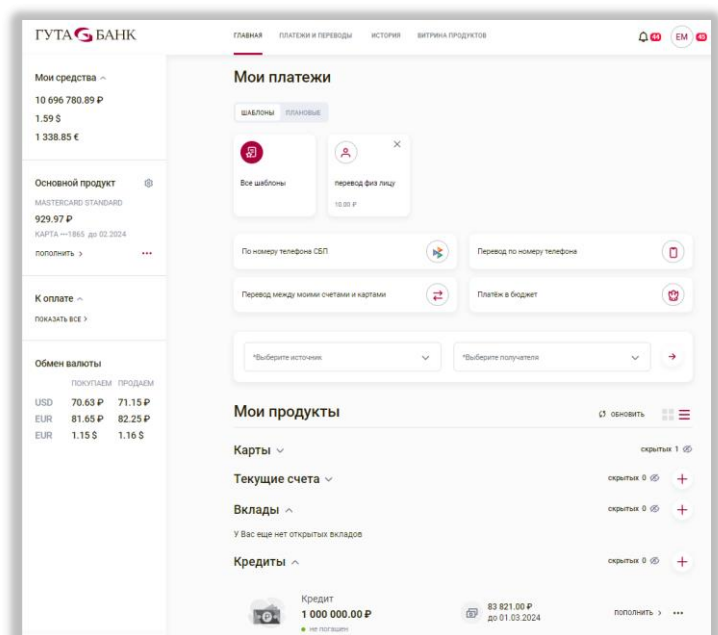 ГУТА БАНК
ГЛАВНАЯ ПЛАТЕЖИ И ПЕРЕВОДЫ ИСТОРИЯ ВИТРИНА ПРОДУКТОВ
44 ЕМ 45
Мои средства
10 696 780.89 ₽
1.59 $
1 338.85 €
Основной продукт
MASTERCARD STANDARD
929.97 ₽
КАРТА —1865 до 02.2024
ПОПОЛНИТЬ > •••
К оплате
ПОКАЗАТЬ ВСЕ >
Обмен валюты
ПОКУПАЕМ ПРОДАЕМ
USD 70.63 ₽ 71.15 ₽
EUR 81.65 ₽ 82.25 ₽
EUR 1.15 $ 1.16 $
Мои платежи
ШАБЛОНЫ ПЛАНОВЫЕ
Все шаблоны
перевод физ лицу
10.00 ₽
По номеру телефона СБП
Перевод по номеру телефона
Перевод между моими счетами и картами
Платёж в бюджет
*Выберите источник
*Выберите получателя
Мои продукты
ОБНОВИТЬ
Карты
скрытых 1
Текущие счета
скрытых 0
Вклады
скрытых 0
У Вас еще нет открытых вкладов
Кредиты
скрытых 0
Кредит
1 000 000.00 ₽
не погашен
83 821.00 ₽
до 01.03.2024
ПОПОЛНИТЬ > •••